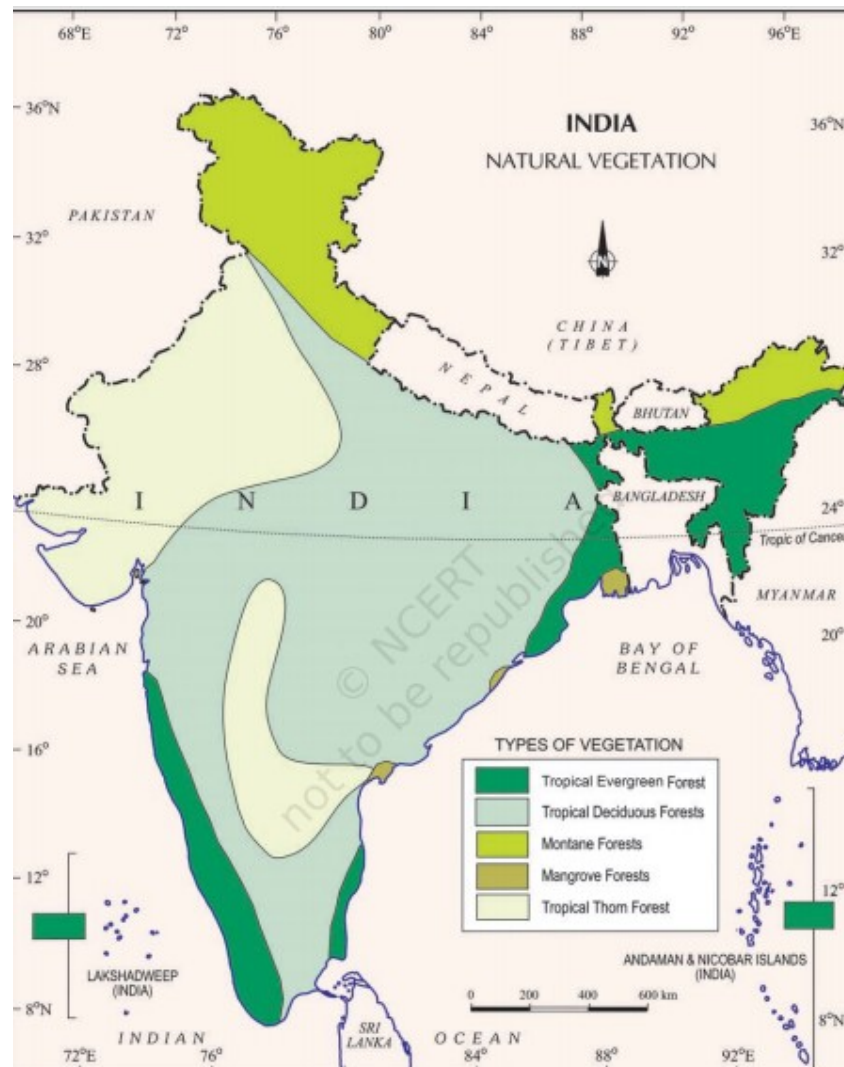 68°E 72° 76° 80° 84° 88° 92° 96°E
36°N
INDIA
36°N
NATURAL VEGETATION
PAKISTAN
32°
N
32°
CHINA
(TIBET)
28°
NEPAL
28°
BHUTAN
INDIA
BANGLADESH
24°
24°
Tropic of Cancer
MYANMAR
20°
20°
ARABIAN
SEA
BAY OF
BENGAL
© NCERT
not to be republished
16°
16°
TYPES OF VEGETATION
Tropical Evergreen Forest
Tropical Deciduous Forests
Montane Forests
Mangrove Forests
Tropical Thorn Forest
12°
12°
LAKSHADWEEP
(INDIA)
ANDAMAN & NICOBAR ISLANDS
(INDIA)
0 200 400 600 km
8°N
8°N
INDIAN
SRI
LANKA
OCEAN
72°E 76° 84° 88° 92°E